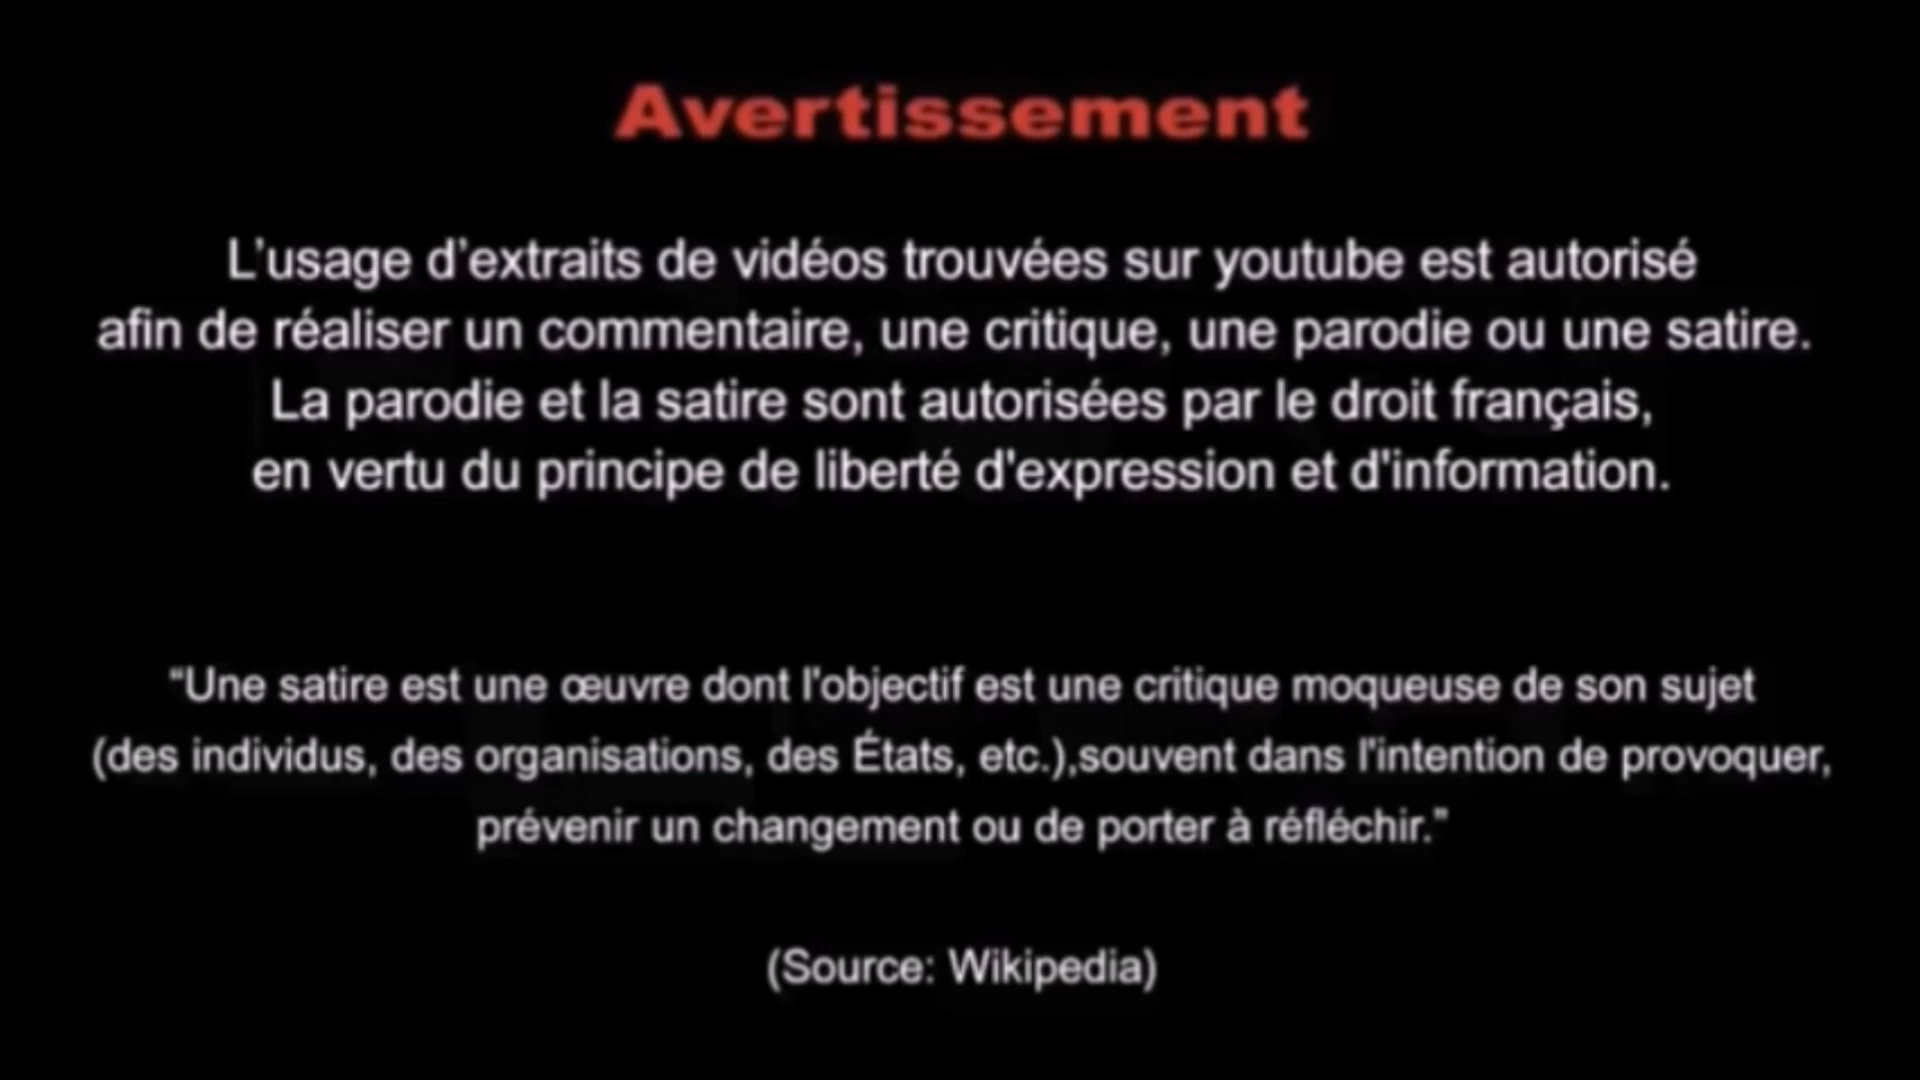 Avertissement
L’usage d’extraits de vidéos trouvées sur youtube est autorisé
afin de réaliser un commentaire, une critique, une parodie ou une satire.
La parodie et la satire sont autorisées par le droit français,
en vertu du principe de liberté d'expression et d'information.
“Une satire est une œuvre dont l'objectif est une critique moqueuse de son sujet
(des individus, des organisations, des États, etc.),souvent dans l'intention de provoquer,
prévenir un changement ou de porter à réfléchir.”
(Source: Wikipedia)